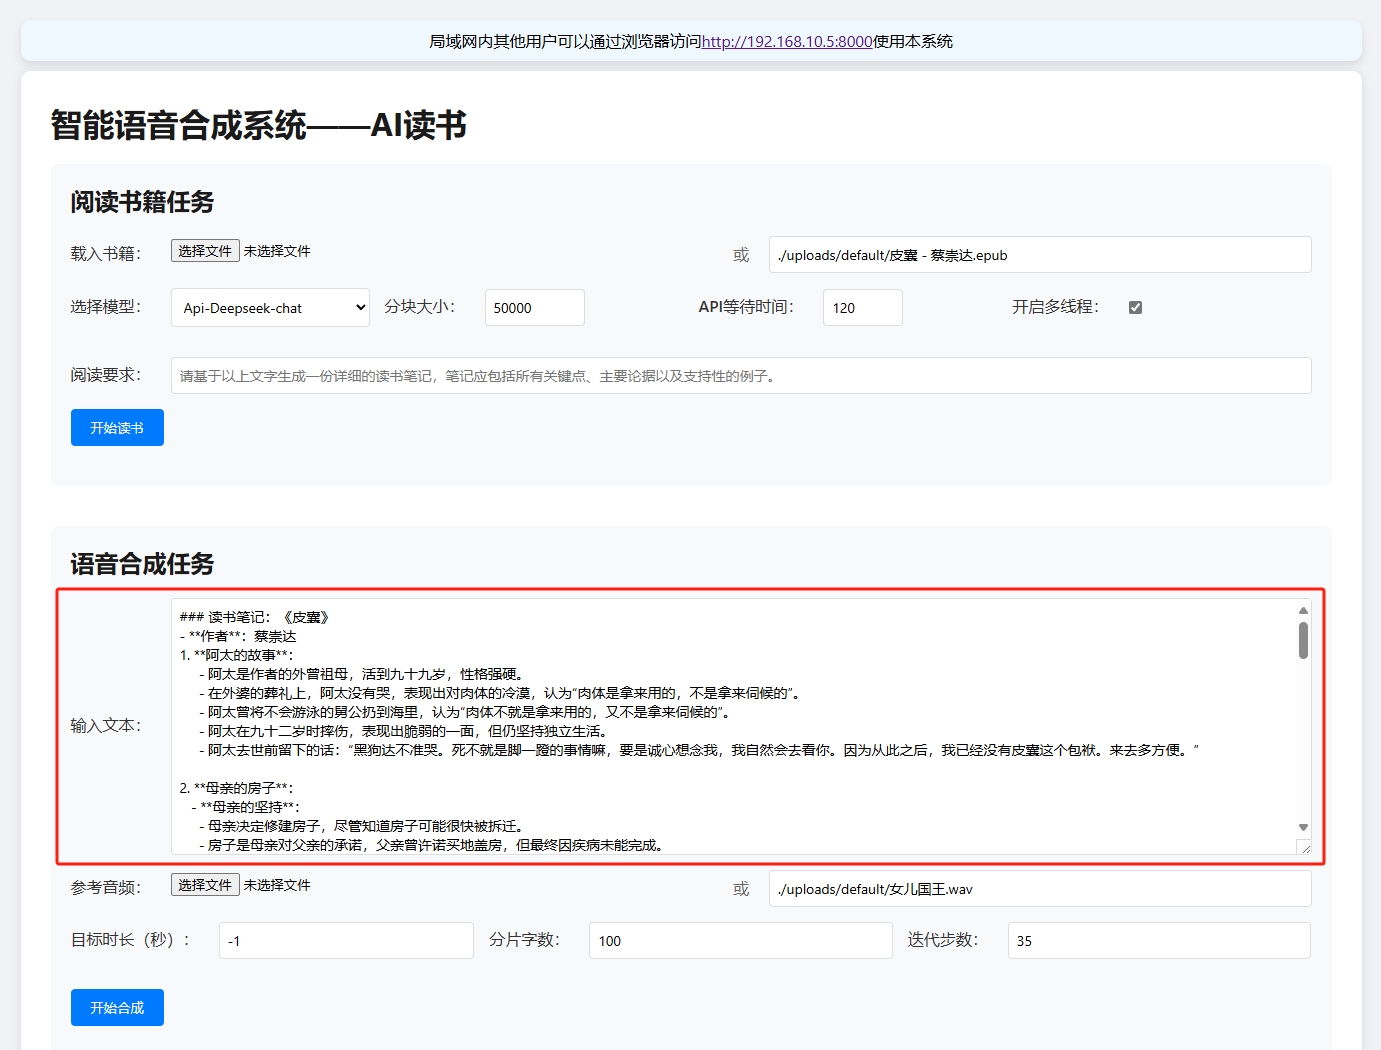 局域网内其他用户可以通过浏览器访问http://192.168.10.5:8000使用本系统
智能语音合成系统——AI读书
阅读书籍任务
载入书籍： 选择文件 未选择文件 或 ./uploads/default/皮囊 - 蔡崇达.epub
选择模型： Api-Deepseek-chat 分块大小： 50000 API等待时间： 120 开启多线程：
阅读要求： 请基于以上文字生成一份详细的读书笔记，笔记应包括所有关键点、主要论据以及支持性的例子。
开始读书
语音合成任务
输入文本：
### 读书笔记：《皮囊》
- **作者**：蔡崇达
1. **阿太的故事**：
- 阿太是作者的外曾祖母，活到九十九岁，性格强硬。
- 在外婆的葬礼上，阿太没有哭，表现出对肉体的冷漠，认为“肉体是拿来用的，不是拿来伺候的”。
- 阿太曾将不会游泳的舅公扔到海里，认为“肉体不就是拿来用的，又不是拿来伺候的”。
- 阿太在九十二岁时摔伤，表现出脆弱的一面，但仍坚持独立生活。
- 阿太去世前留下的话：“黑狗达不准哭。死不就是脚一蹬的事情嘛，要是诚心想念我，我自然会去看你。因为从此之后，我已经没有皮囊这个包袱。来去多方便。”
2. **母亲的房子**：
- **母亲的坚持**：
- 母亲决定修建房子，尽管知道房子可能很快被拆迁。
- 房子是母亲对父亲的承诺，父亲曾许诺买地盖房，但最终因疾病未能完成。
参考音频： 选择文件 未选择文件 或 ./uploads/default/女儿国王.wav
目标时长（秒）： -1 分片字数： 100 迭代步数： 35
开始合成